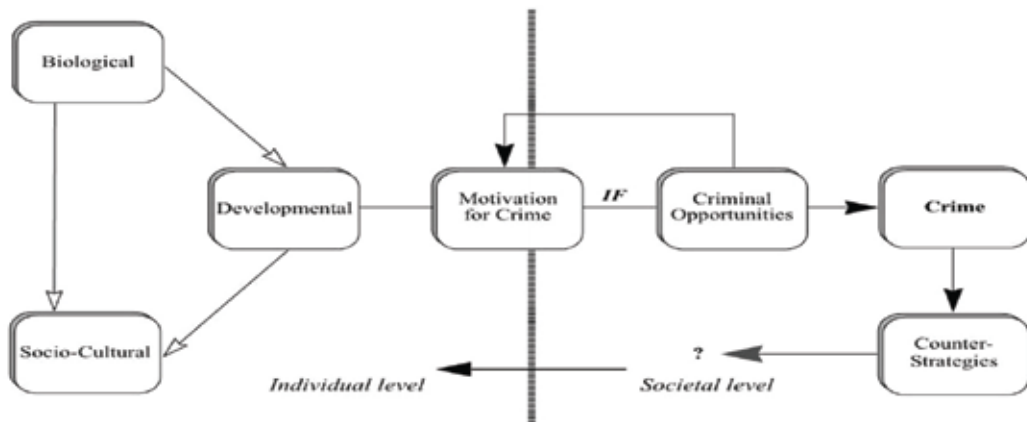 Biological
Developmental
Motivation
for Crime
IF
Criminal
Opportunities
Crime
Socio-Cultural
Counter-
Strategies
?
Individual level
Societal level